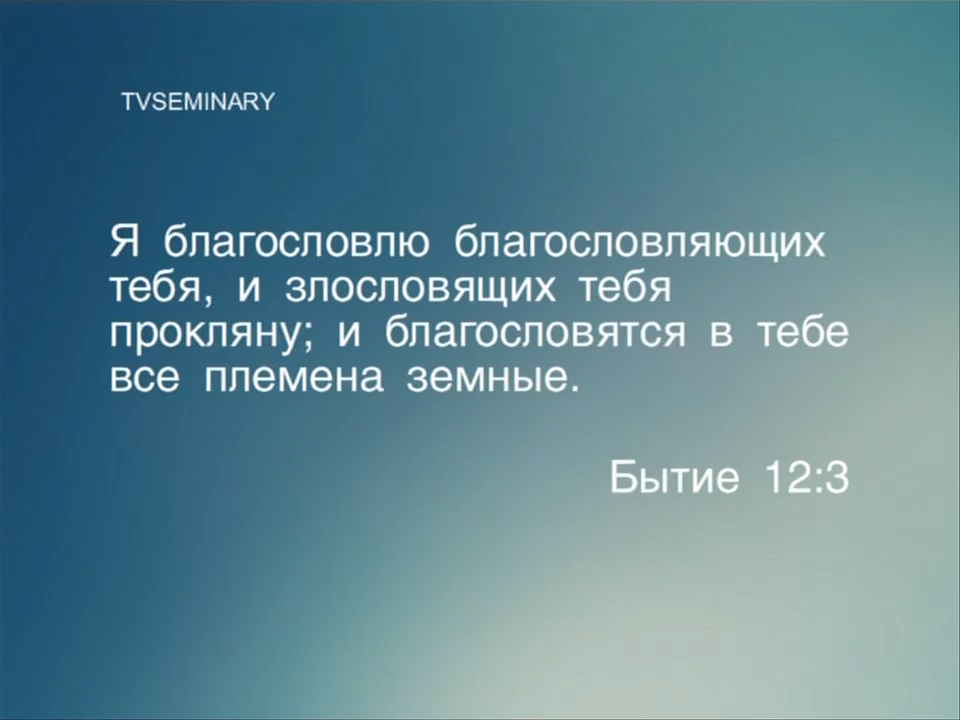 TVSEMINARY
Я благословлю благословляющих
тебя, и злословящих тебя
прокляну; и благословятся в тебе
все племена земные.
Бытие 12:3